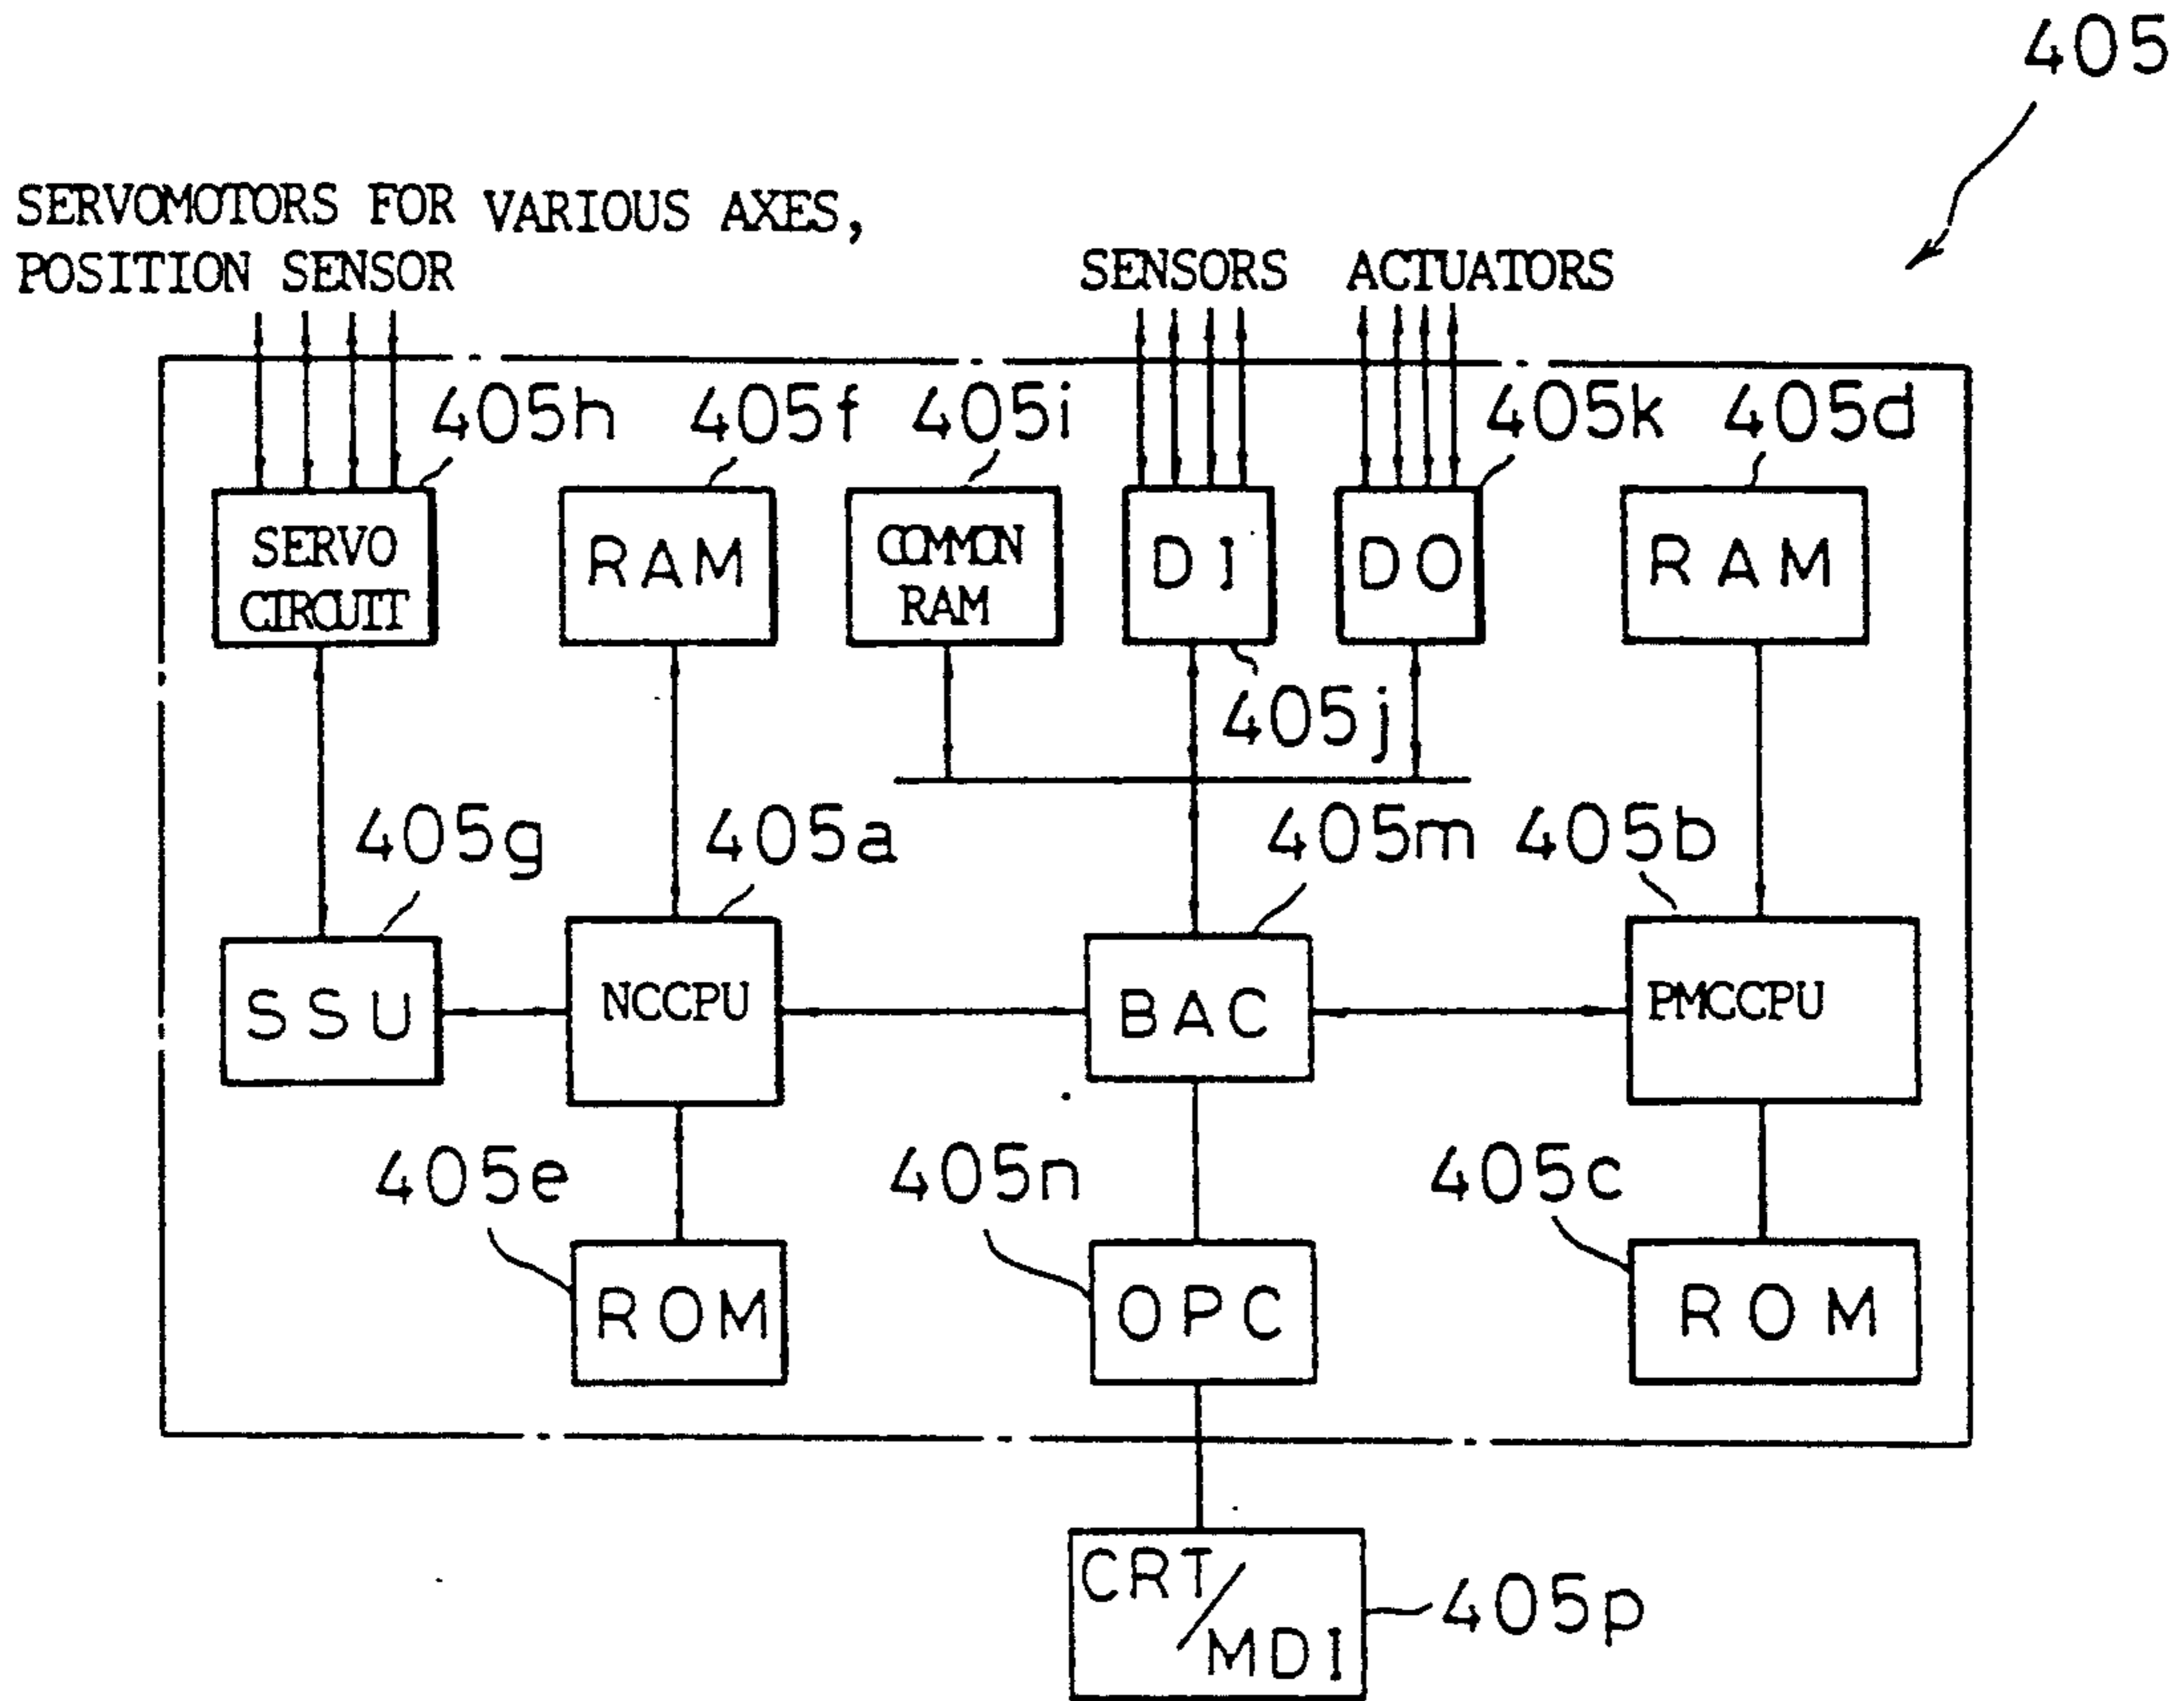 405
SERVOMOTORS FOR VARIOUS AXES,
POSITION SENSOR
SENSORS
ACTUATORS
405h
405f
405i
405k
405d
SERVO
CIRCUIT
RAM
COMMON
RAM
DI
DO
RAM
405j
405g
405a
405m
405b
SSU
NCCPU
BAC
PMCCPU
405e
405n
405c
ROM
OPC
ROM
CRT/
MDI
405p